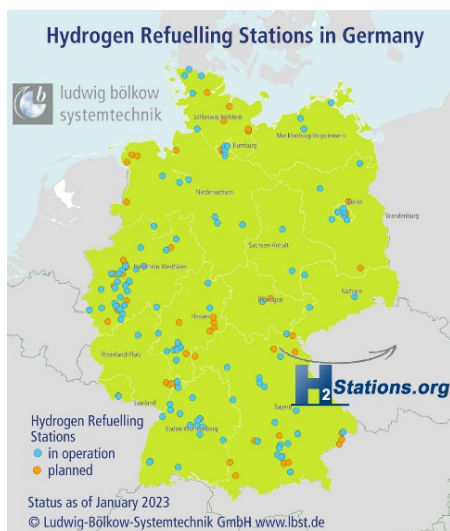 Hydrogen Refuelling Stations in Germany
ludwig bölkow
systemtechnik
Schleswig-Holstein
Mecklenburg-Vorpommern
Hamburg
Niedersachsen
Berlin
Brandenburg
Sachsen-Anhalt
Nordrhein-Westfalen
Sachsen
Thüringen
Hessen
Rheinland-Pfalz
H2Stations.org
Saarland
Bayern
Baden-Württemberg
Hydrogen Refuelling
Stations
in operation
planned
Status as of January 2023
© Ludwig-Bölkow-Systemtechnik GmbH www.lbst.de